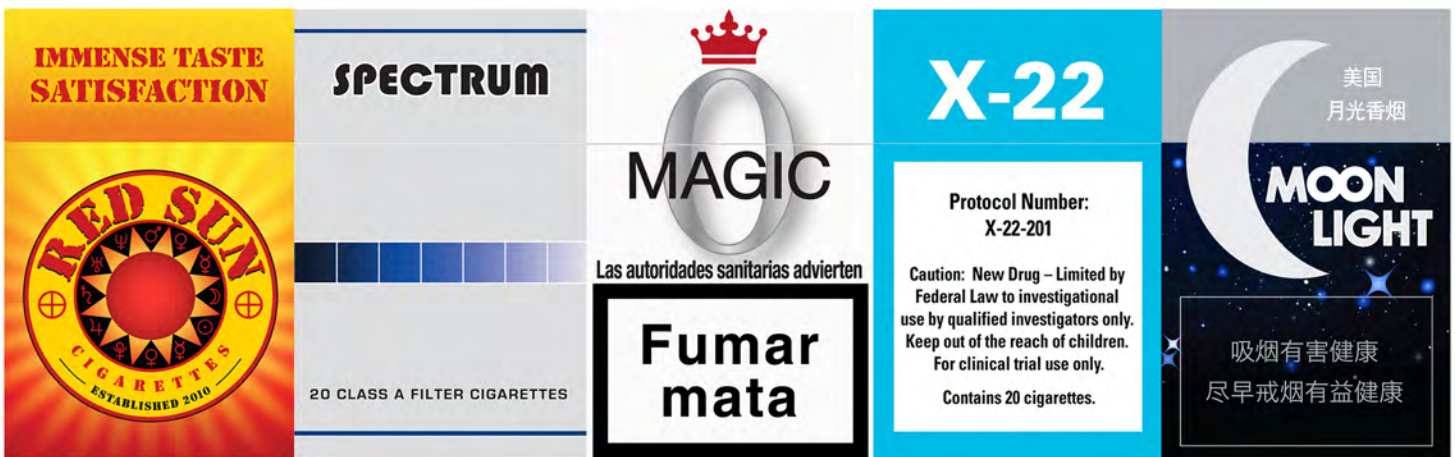 IMMENSE TASTE
SATISFACTION
RED SUN
CIGARETTES
ESTABLISHED 2010
SPECTRUM
20 CLASS A FILTER CIGARETTES
0
MAGIC
Las autoridades sanitarias advierten
Fumar
mata
X-22
Protocol Number:
X-22-201
Caution: New Drug – Limited by
Federal Law to investigational
use by qualified investigators only.
Keep out of the reach of children.
For clinical trial use only.
Contains 20 cigarettes.
美国
月光香烟
MOON
LIGHT
吸烟有害健康
尽早戒烟有益健康